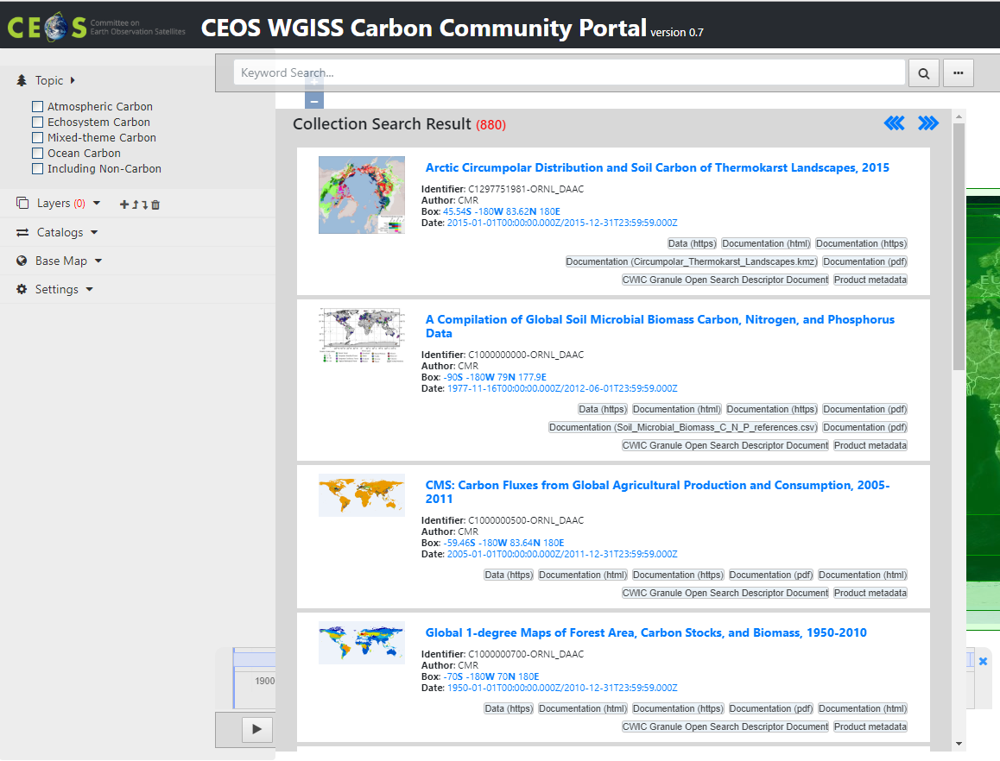 CEOS Committee on
Earth Observation Satellites
CEOS WGISS Carbon Community Portal version 0.7
Keyword Search...
Topic
Atmospheric Carbon
Echosystem Carbon
Mixed-theme Carbon
Ocean Carbon
Including Non-Carbon
Layers (0)
Catalogs
Base Map
Settings
1900
Collection Search Result (880)
Arctic Circumpolar Distribution and Soil Carbon of Thermokarst Landscapes, 2015
Identifier: C1297751981-ORNL_DAAC
Author: CMR
Box: 45.54S -180W 83.62N 180E
Date: 2015-01-01T00:00:00.000Z/2015-12-31T23:59:59.000Z
Data (https) Documentation (html) Documentation (https)
Documentation (Circumpolar_Thermokarst_Landscapes.kmz) Documentation (pdf)
CWIC Granule Open Search Descriptor Document Product metadata
A Compilation of Global Soil Microbial Biomass Carbon, Nitrogen, and Phosphorus
Data
Identifier: C1000000000-ORNL_DAAC
Author: CMR
Box: -90S -180W 79N 177.9E
Date: 1977-11-16T00:00:00.000Z/2012-06-01T23:59:59.000Z
Data (https) Documentation (html) Documentation (https) Documentation (pdf)
Documentation (Soil_Microbial_Biomass_C_N_P_references.csv) Documentation (pdf)
CWIC Granule Open Search Descriptor Document Product metadata
CMS: Carbon Fluxes from Global Agricultural Production and Consumption, 2005-
2011
Identifier: C1000000500-ORNL_DAAC
Author: CMR
Box: -59.46S -180W 83.64N 180E
Date: 2005-01-01T00:00:00.000Z/2011-12-31T23:59:59.000Z
Data (https) Documentation (html) Documentation (https) Documentation (pdf) Documentation (html)
CWIC Granule Open Search Descriptor Document Product metadata
Global 1-degree Maps of Forest Area, Carbon Stocks, and Biomass, 1950-2010
Identifier: C1000000700-ORNL_DAAC
Author: CMR
Box: -70S -180W 70N 180E
Date: 1950-01-01T00:00:00.000Z/2010-12-31T23:59:59.000Z
Data (https) Documentation (html) Documentation (https) Documentation (pdf) Documentation (html)
CWIC Granule Open Search Descriptor Document Product metadata